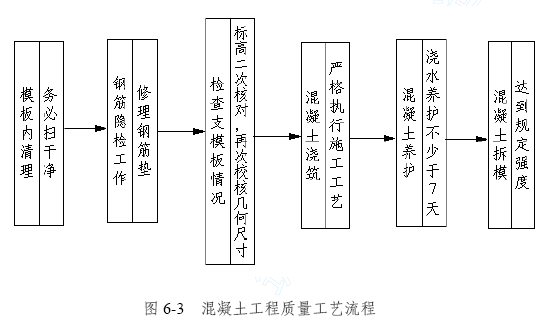 模板内清理
务必扫干净
钢筋隐检工作
修理钢筋垫
检查支模板情况
标高二次核对，再次校核几何尺寸
混凝土浇筑
严格执行施工工艺
混凝土养护
浇水养护不少于7天
混凝土拆模
达到规定强度
图 6-3 混凝土工程质量工艺流程